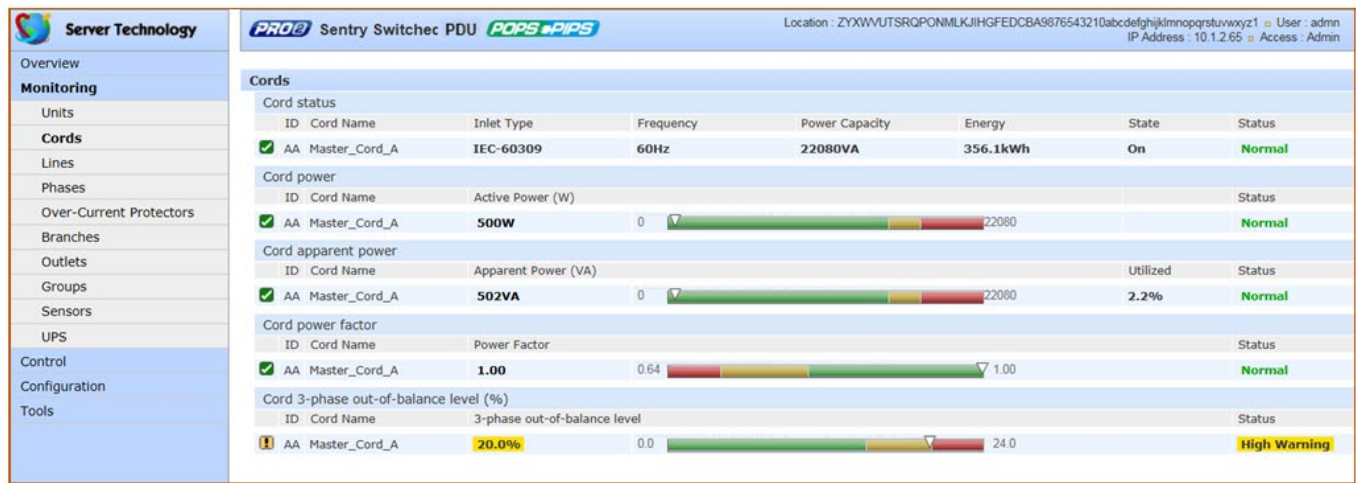 Server Technology
PRO2 Sentry Switchec PDU POPS PIPS
Location : ZYXWVUTSRQPONMLKJIHGFEDCBA9876543210abcdefghijklmnopqrstuvwxyz1 User : admn
IP Address : 10.1.2.65 Access : Admin
Overview
Monitoring
Units
Cords
Lines
Phases
Over-Current Protectors
Branches
Outlets
Groups
Sensors
UPS
Control
Configuration
Tools
Cords
Cord status
ID Cord Name Inlet Type Frequency Power Capacity Energy State Status
AA Master_Cord_A IEC-60309 60Hz 22080VA 356.1kWh On Normal
Cord power
ID Cord Name Active Power (W) Status
AA Master_Cord_A 500W 0 22080 Normal
Cord apparent power
ID Cord Name Apparent Power (VA) Utilized Status
AA Master_Cord_A 502VA 0 22080 2.2% Normal
Cord power factor
ID Cord Name Power Factor Status
AA Master_Cord_A 1.00 0.64 1.00 Normal
Cord 3-phase out-of-balance level (%)
ID Cord Name 3-phase out-of-balance level Status
AA Master_Cord_A 20.0% 0.0 24.0 High Warning